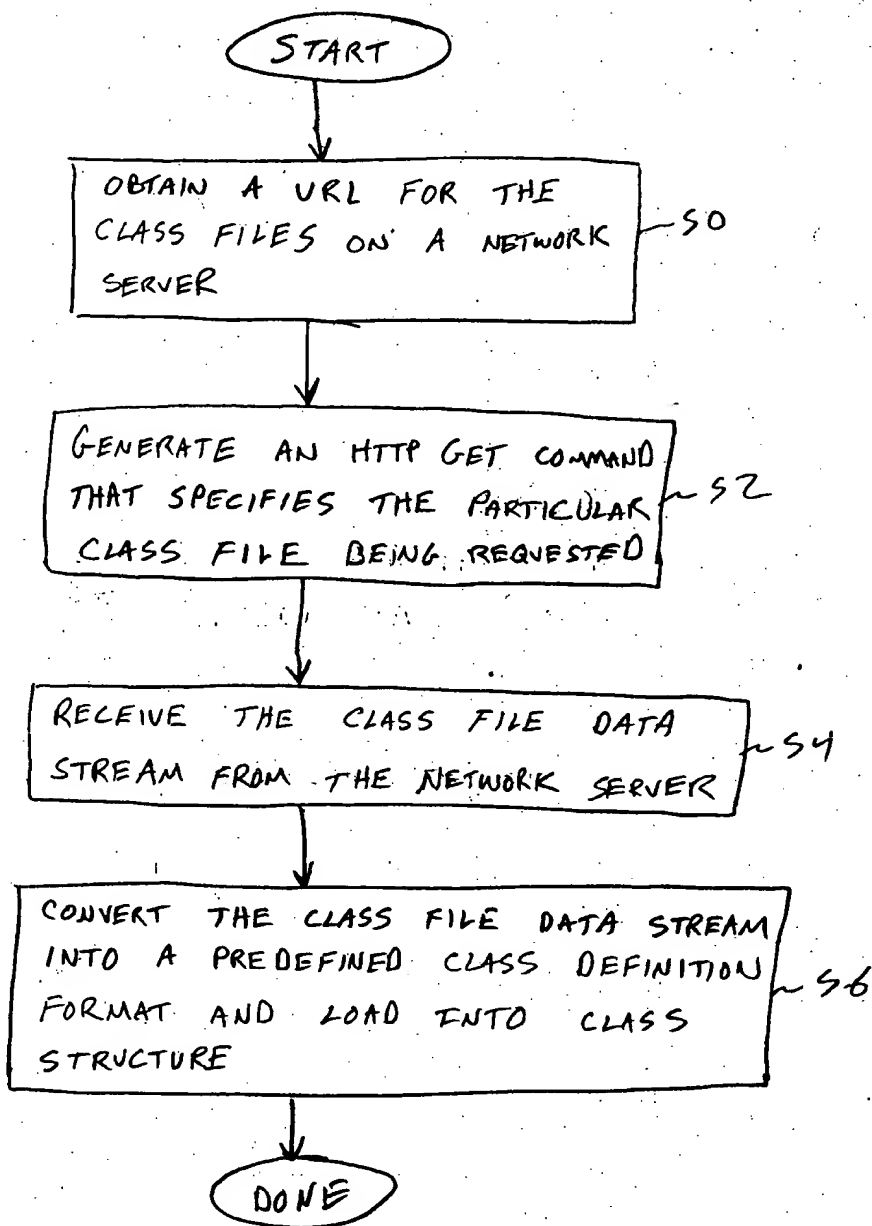 START
OBTAIN A URL FOR THE
CLASS FILES ON A NETWORK
SERVER
50
GENERATE AN HTTP GET COMMAND
THAT SPECIFIES THE PARTICULAR
CLASS FILE BEING REQUESTED
52
RECEIVE THE CLASS FILE DATA
STREAM FROM THE NETWORK SERVER
54
CONVERT THE CLASS FILE DATA STREAM
INTO A PREDEFINED CLASS DEFINITION
FORMAT AND LOAD INTO CLASS
STRUCTURE
56
DONE